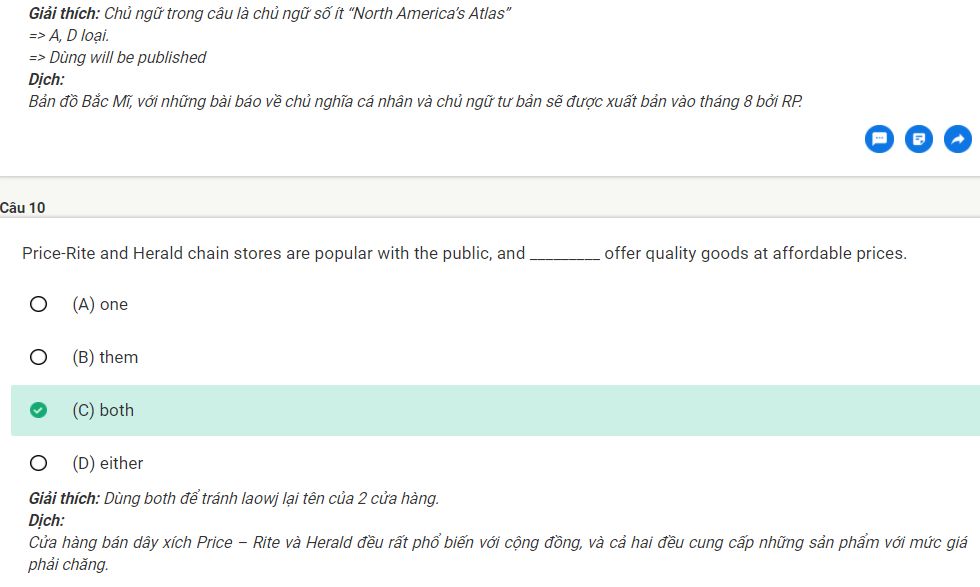 Giải thích: Chủ ngữ trong câu là chủ ngữ số ít “North America’s Atlas”
=> A, D loại.
=> Dùng will be published
Dịch:
Bản đồ Bắc Mĩ, với những bài báo về chủ nghĩa cá nhân và chủ ngữ tư bản sẽ được xuất bản vào tháng 8 bởi RP.
Câu 10
Price-Rite and Herald chain stores are popular with the public, and _________ offer quality goods at affordable prices.
(A) one
(B) them
(C) both
(D) either
Giải thích: Dùng both để tránh laowj lại tên của 2 cửa hàng.
Dịch:
Cửa hàng bán dây xích Price – Rite và Herald đều rất phổ biến với cộng đồng, và cả hai đều cung cấp những sản phẩm với mức giá
phải chăng.